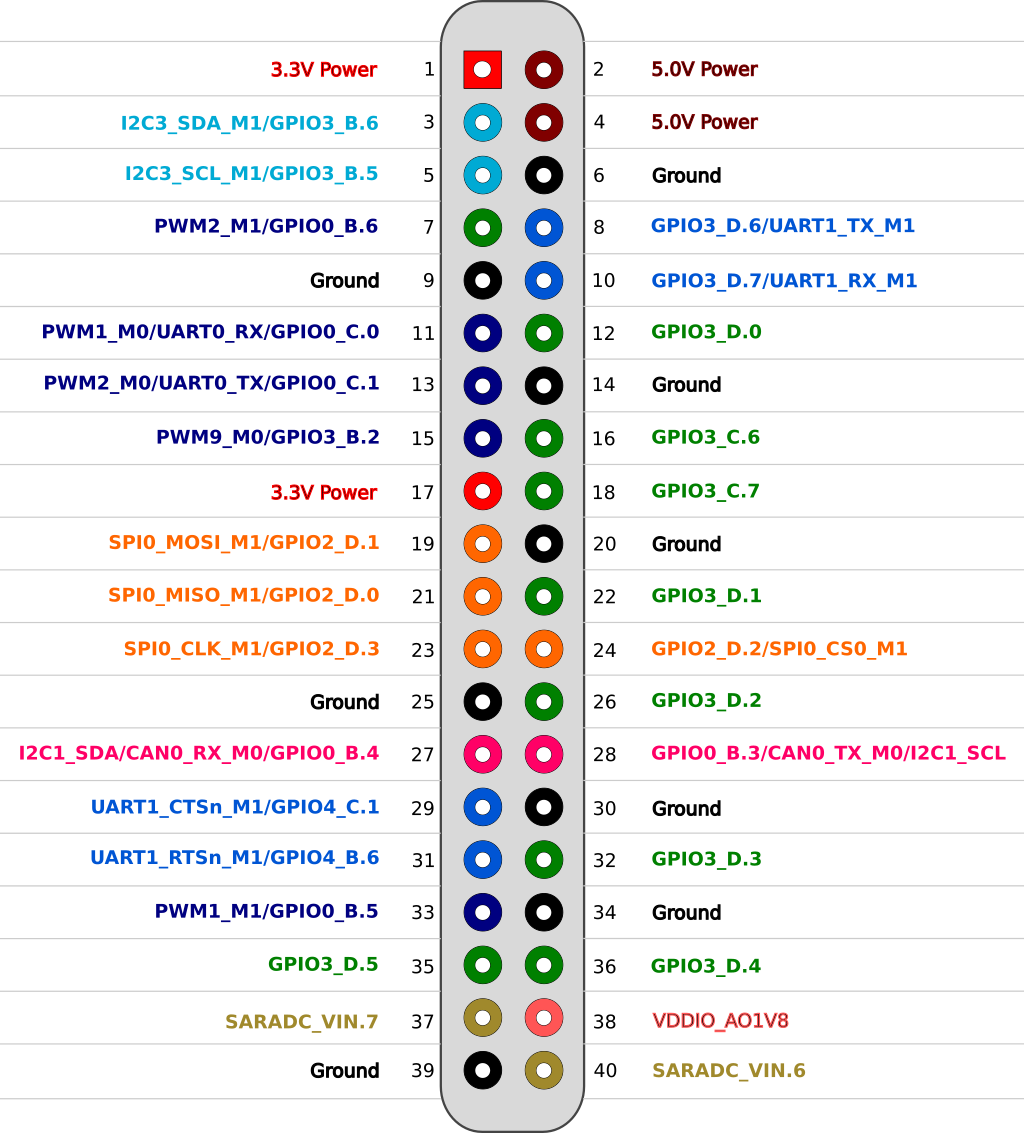 3.3V Power 1 2 5.0V Power
I2C3_SDA_M1/GPIO3_B.6 3 4 5.0V Power
I2C3_SCL_M1/GPIO3_B.5 5 6 Ground
PWM2_M1/GPIO0_B.6 7 8 GPIO3_D.6/UART1_TX_M1
Ground 9 10 GPIO3_D.7/UART1_RX_M1
PWM1_M0/UART0_RX/GPIO0_C.0 11 12 GPIO3_D.0
PWM2_M0/UART0_TX/GPIO0_C.1 13 14 Ground
PWM9_M0/GPIO3_B.2 15 16 GPIO3_C.6
3.3V Power 17 18 GPIO3_C.7
SPI0_MOSI_M1/GPIO2_D.1 19 20 Ground
SPI0_MISO_M1/GPIO2_D.0 21 22 GPIO3_D.1
SPI0_CLK_M1/GPIO2_D.3 23 24 GPIO2_D.2/SPI0_CS0_M1
Ground 25 26 GPIO3_D.2
I2C1_SDA/CAN0_RX_M0/GPIO0_B.4 27 28 GPIO0_B.3/CAN0_TX_M0/I2C1_SCL
UART1_CTSn_M1/GPIO4_C.1 29 30 Ground
UART1_RTSn_M1/GPIO4_B.6 31 32 GPIO3_D.3
PWM1_M1/GPIO0_B.5 33 34 Ground
GPIO3_D.5 35 36 GPIO3_D.4
SARADC_VIN.7 37 38 VDDIO_AO1V8
Ground 39 40 SARADC_VIN.6